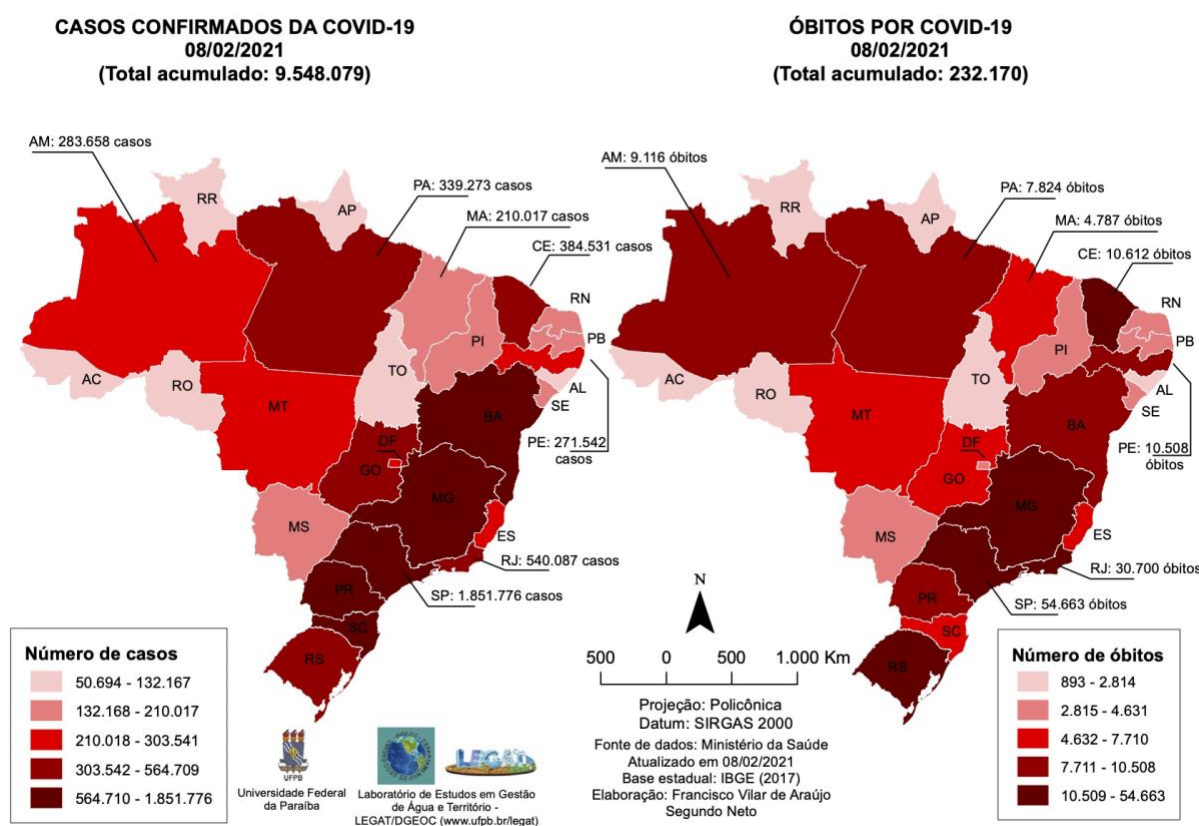 CASOS CONFIRMADOS DA COVID-19
08/02/2021
(Total acumulado: 9.548.079)
AM: 283.658 casos
PA: 339.273 casos
MA: 210.017 casos
CE: 384.531 casos
RR
AP
RN
PB
PI
AC
RO
TO
AL
SE
MT
BA
PE: 271.542
casos
DF
GO
MG
MS
ES
RJ: 540.087 casos
SP: 1.851.776 casos
PR
SC
RS
Número de casos
50.694 - 132.167
132.168 - 210.017
210.018 - 303.541
303.542 - 564.709
564.710 - 1.851.776
UFPB
Universidade Federal
da Paraíba
LEGAT
Laboratório de Estudos em Gestão
de Água e Território -
LEGAT/DGEOC (www.ufpb.br/legat)
ÓBITOS POR COVID-19
08/02/2021
(Total acumulado: 232.170)
AM: 9.116 óbitos
PA: 7.824 óbitos
MA: 4.787 óbitos
CE: 10.612 óbitos
RR
AP
RN
PB
PI
AC
RO
TO
AL
SE
MT
BA
PE: 10.508
óbitos
DF
GO
MG
MS
ES
RJ: 30.700 óbitos
SP: 54.663 óbitos
PR
SC
RS
N
500 0 500 1.000 Km
Projeção: Policônica
Datum: SIRGAS 2000
Fonte de dados: Ministério da Saúde
Atualizado em 08/02/2021
Base estadual: IBGE (2017)
Elaboração: Francisco Vilar de Araújo
Segundo Neto
Número de óbitos
893 - 2.814
2.815 - 4.631
4.632 - 7.710
7.711 - 10.508
10.509 - 54.663